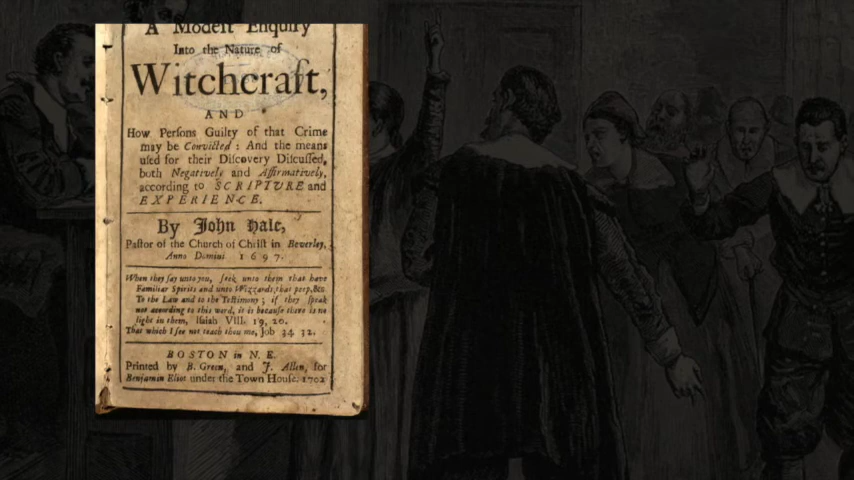 A Modest Enquiry
Into the Nature of
Witchcraft,
AND
How Perſons Guilty of that Crime
may be Convicted : And the means
uſed for their Diſcovery Diſcuſſed,
both Negatively and Affirmatively,
according to SCRIPTURE and
EXPERIENCE.
By John Hale,
Paſtor of the Church of Chriſt in Beverley,
Anno Domini 1697.
When they ſay unto you, ſeek unto them that have
Familiar Spirits and unto Wizzards, that peep, &c.
To the Law and to the Teſtimony ; if they ſpeak
not according to this word, it is becauſe there is no
light in them, Iſaiah VIII. 19, 20.
That which I ſee not teach thou me, Job 34 32.
BOSTON in N. E.
Printed by B. Green, and J. Allen, for
Benjamin Eliot under the Town Houſe. 1702